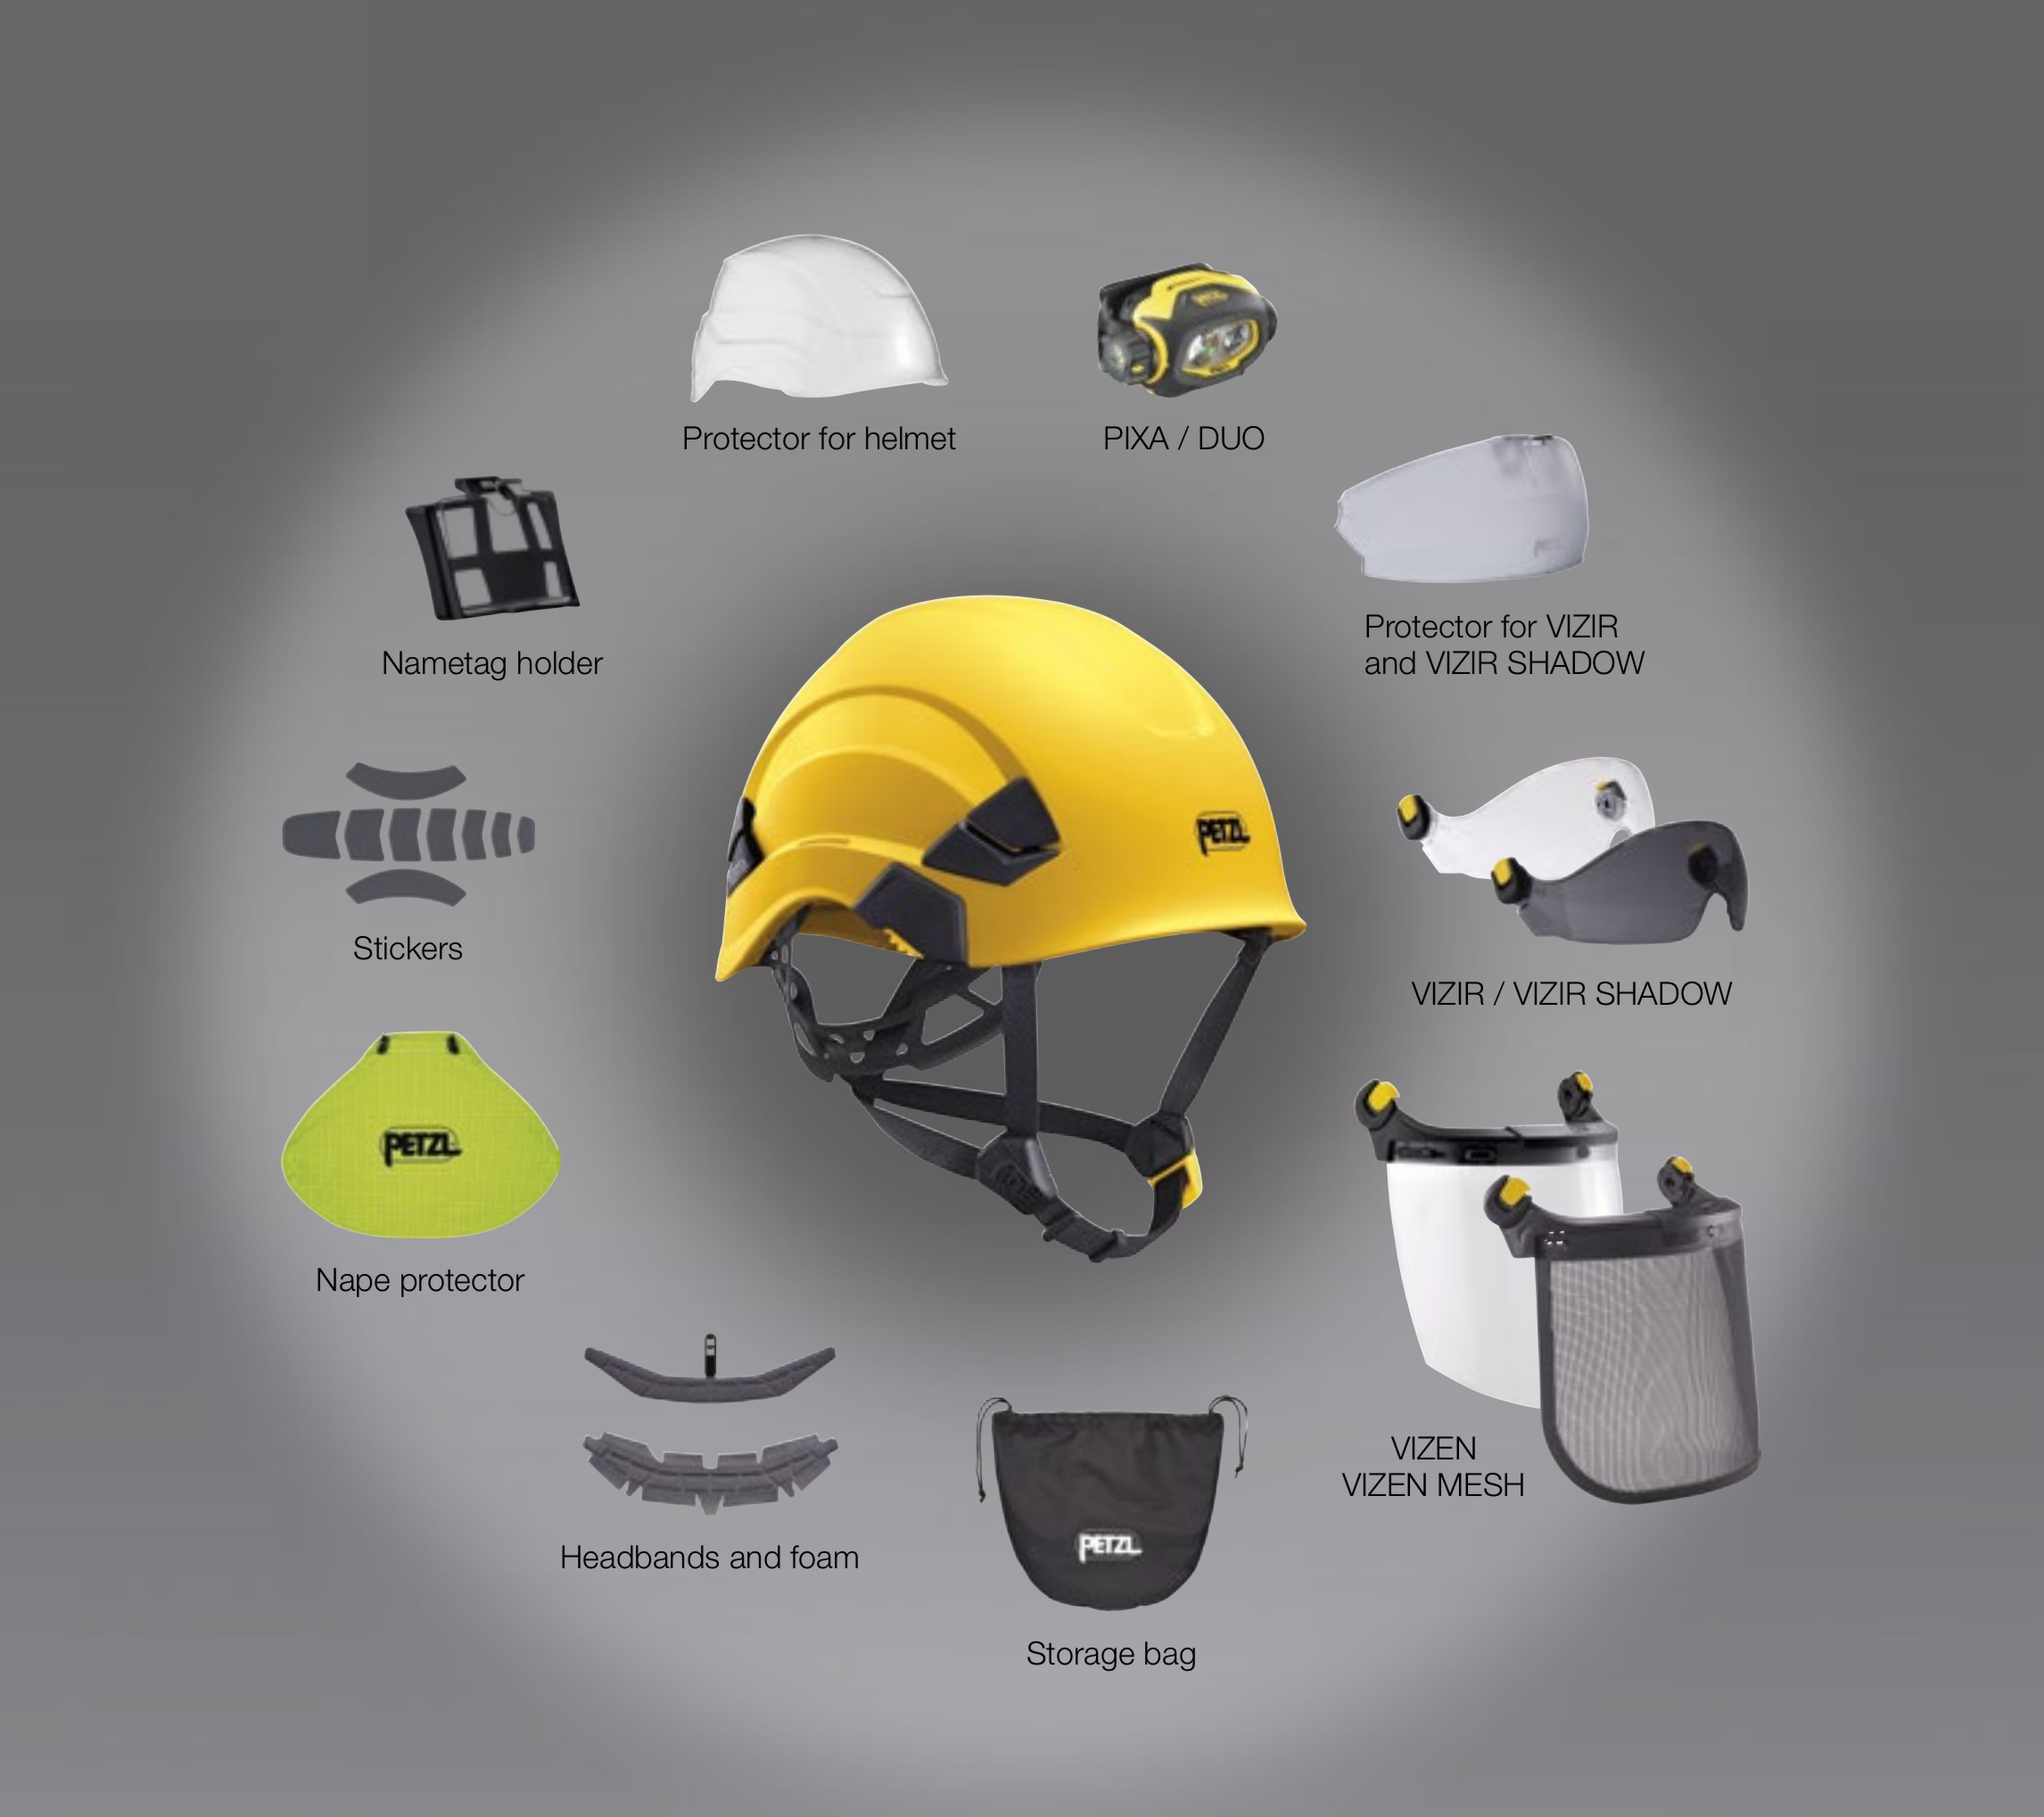 PETZL
Protector for helmet
PIXA / DUO
Protector for VIZIR
and VIZIR SHADOW
Nametag holder
PETZL
Stickers
VIZIR / VIZIR SHADOW
PETZL
Nape protector
VIZEN
VIZEN MESH
PETZL
Headbands and foam
Storage bag